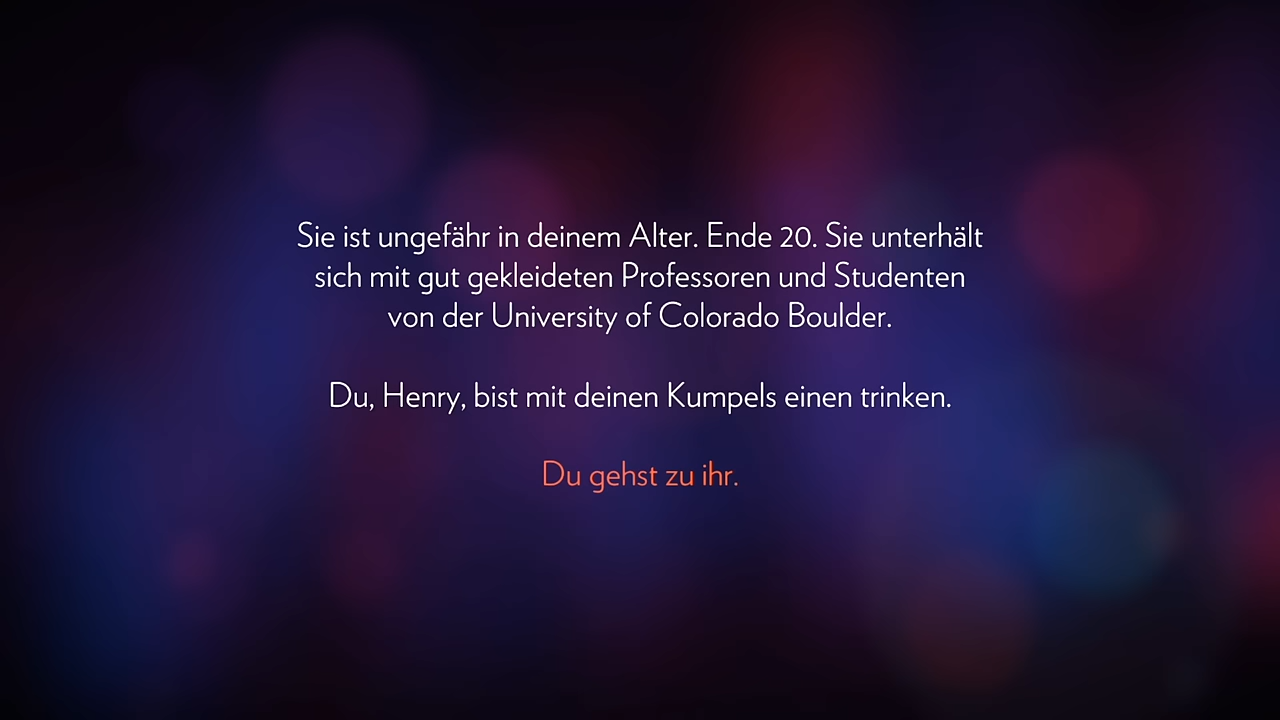 Sie ist ungefähr in deinem Alter. Ende 20. Sie unterhält
sich mit gut gekleideten Professoren und Studenten
von der University of Colorado Boulder.
Du, Henry, bist mit deinen Kumpels einen trinken.
Du gehst zu ihr.